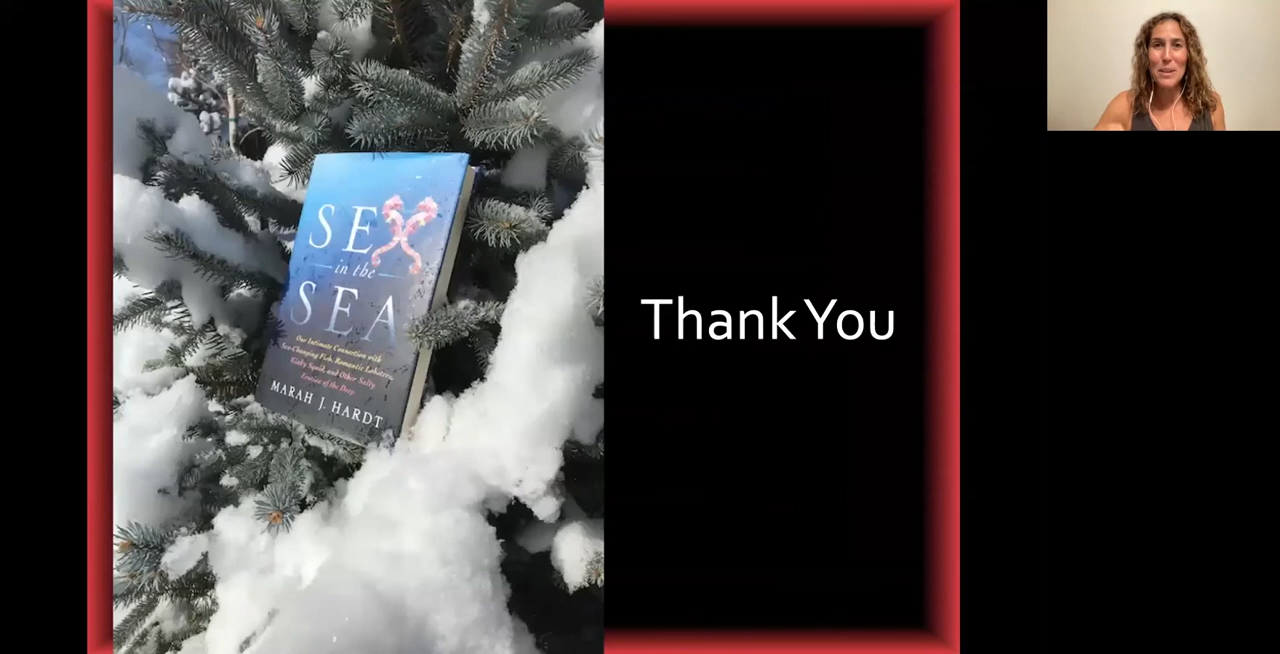 SEX
in the
SEA
Our Intimate Connection with
Sex-Changing Fish, Romantic Lobsters,
Kinky Squid, and Other Salty
Erotica of the Deep
MARAH J. HARDT
Thank You